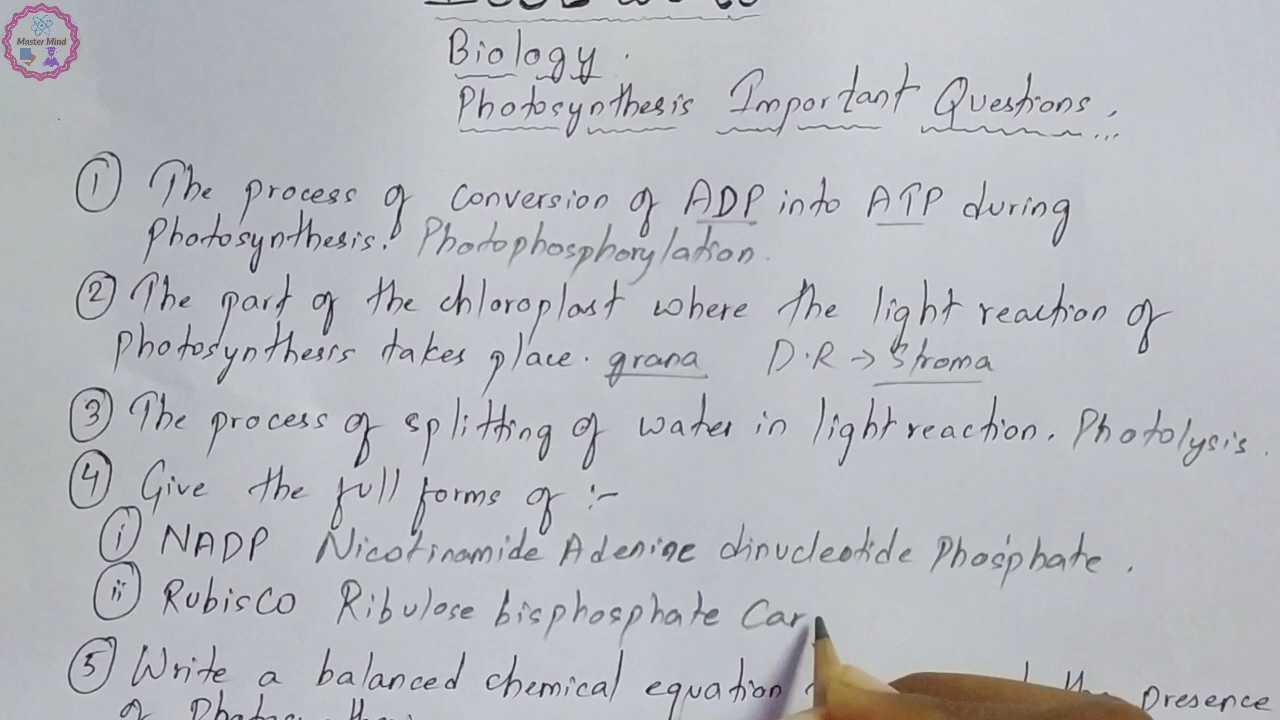 Master Mind
Biology.
Photosynthesis Important Questions.
① The process of conversion of ADP into ATP during
Photosynthesis. Photophosphorylation.
② The part of the chloroplast where the light reaction of
Photosynthesis takes place. grana D.R → Stroma
③ The process of splitting of water in light reaction. Photolysis.
④ Give the full forms of :-
i NADP Nicotinamide Adenine dinucleotide Phosphate.
ii RubisCO Ribulose bisphosphate Car
⑤ Write a balanced chemical equation the presence
of